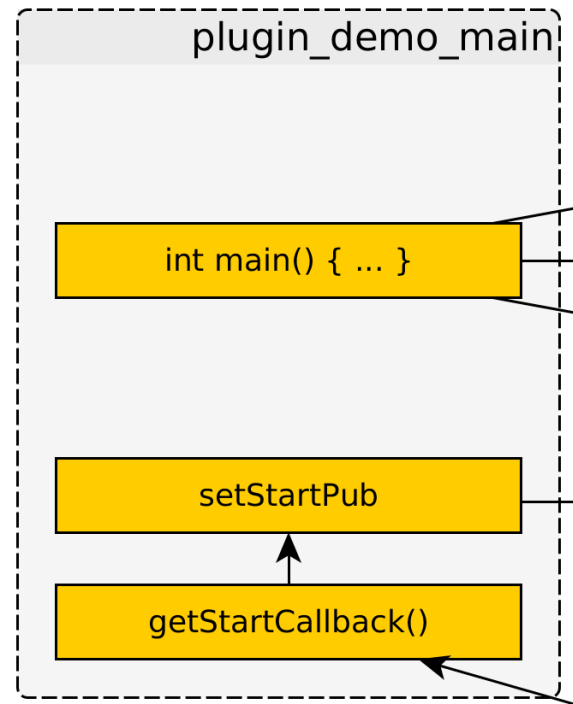 plugin_demo_main
int main() { ... }
setStartPub
getStartCallback()